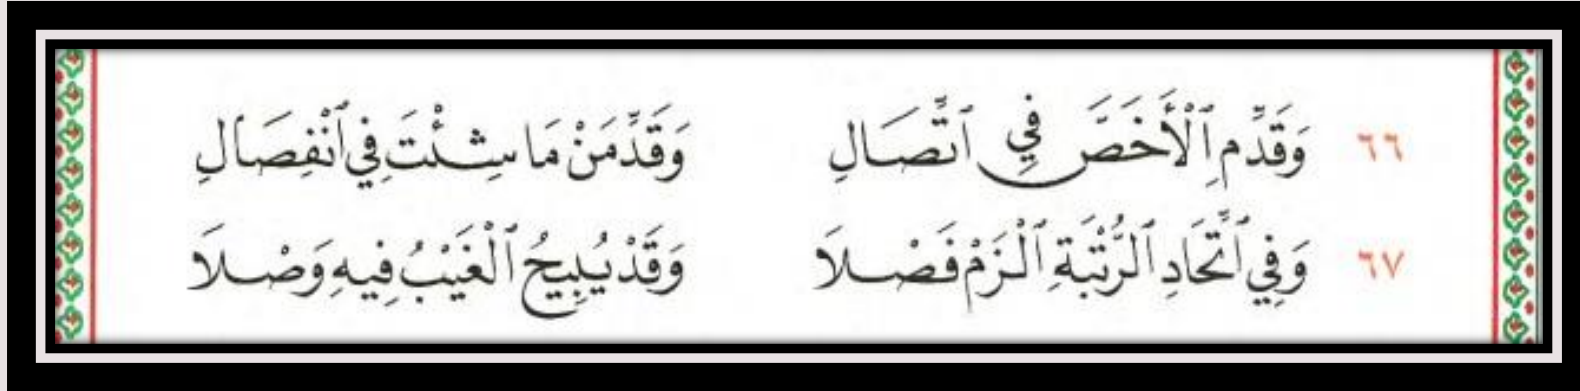 ٦٦ وَقَدِّمِ ٱلْأَخَصَّ فِي ٱتِّصَالِ وَقَدِّمَنْ مَا شِئْتَ فِي ٱنْفِصَالِ
٦٧ وَفِي ٱتِّحَادِ ٱلرُّتْبَةِ ٱلْزَمْ فَصْلَا وَقَدْ يُبِيحُ ٱلْغَيْبُ فِيهِ وَصْلَا